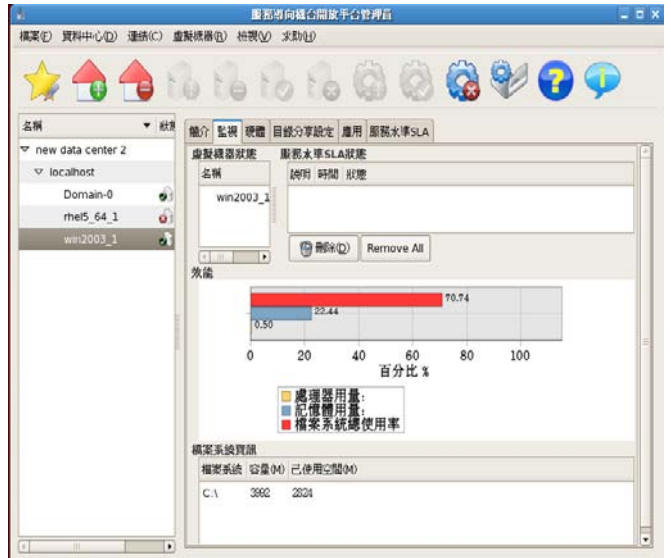 服務導向機台開放平台管理員
檔案(F) 資料中心(D) 連結(C) 虛擬機器(R) 檢視(V) 求助(H)
名稱 狀態
new data center 2
localhost
Domain-0
rhel5_64_1
win2003_1
簡介 監視 硬體 目錄分享設定 應用 服務水準SLA
虛擬機器狀態 服務水準SLA狀態
名稱 說明 時間 狀態
win2003_1
刪除(D) Remove All
效能
70.74
22.44
0.50
0 20 40 60 80 100
百分比 %
處理器用量:
記憶體用量:
檔案系統總使用率
檔案系統資訊
檔案系統 容量(M) 已使用空間(M)
C:\ 3992 2824